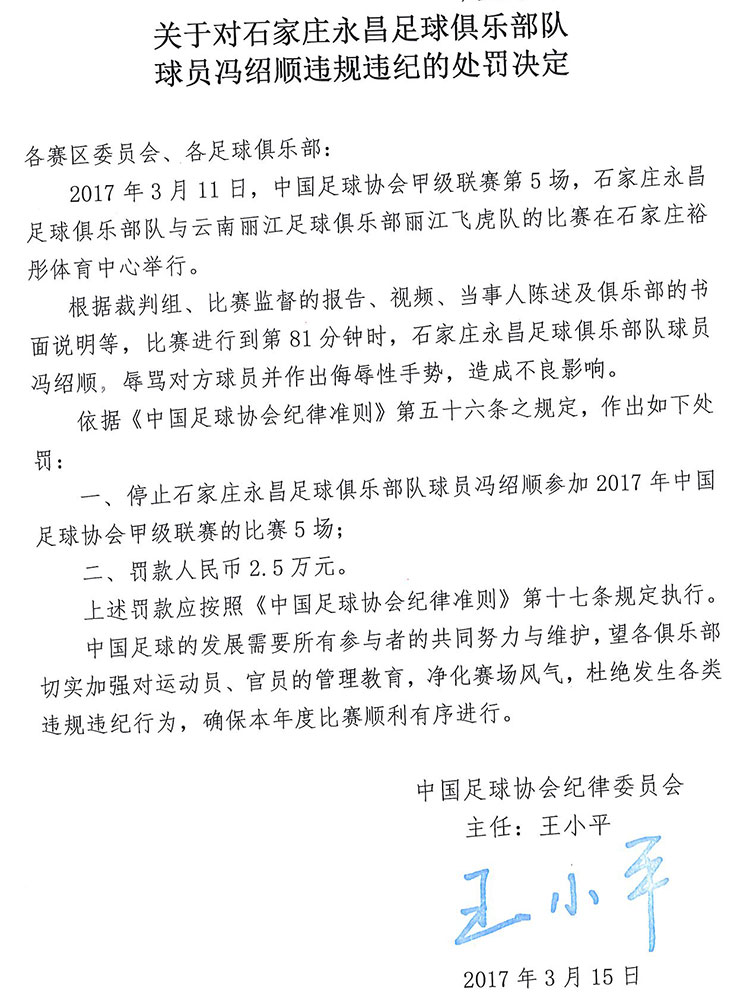 关于对石家庄永昌足球俱乐部队
球员冯绍顺违规违纪的处罚决定
各赛区委员会、各足球俱乐部：
2017年3月11日，中国足球协会甲级联赛第5场，石家庄永昌
足球俱乐部队与云南丽江足球俱乐部丽江飞虎队的比赛在石家庄裕
彤体育中心举行。
根据裁判组、比赛监督的报告、视频、当事人陈述及俱乐部的书
面说明等，比赛进行到第81分钟时，石家庄永昌足球俱乐部队球员
冯绍顺，辱骂对方球员并作出侮辱性手势，造成不良影响。
依据《中国足球协会纪律准则》第五十六条之规定，作出如下处
罚：
一、停止石家庄永昌足球俱乐部队球员冯绍顺参加2017年中国
足球协会甲级联赛的比赛5场；
二、罚款人民币2.5万元。
上述罚款应按照《中国足球协会纪律准则》第十七条规定执行。
中国足球的发展需要所有参与者的共同努力与维护，望各俱乐部
切实加强对运动员、官员的管理教育，净化赛场风气，杜绝发生各类
违规违纪行为，确保本年度比赛顺利有序进行。
中国足球协会纪律委员会
主任：王小平
王小平
2017年3月15日